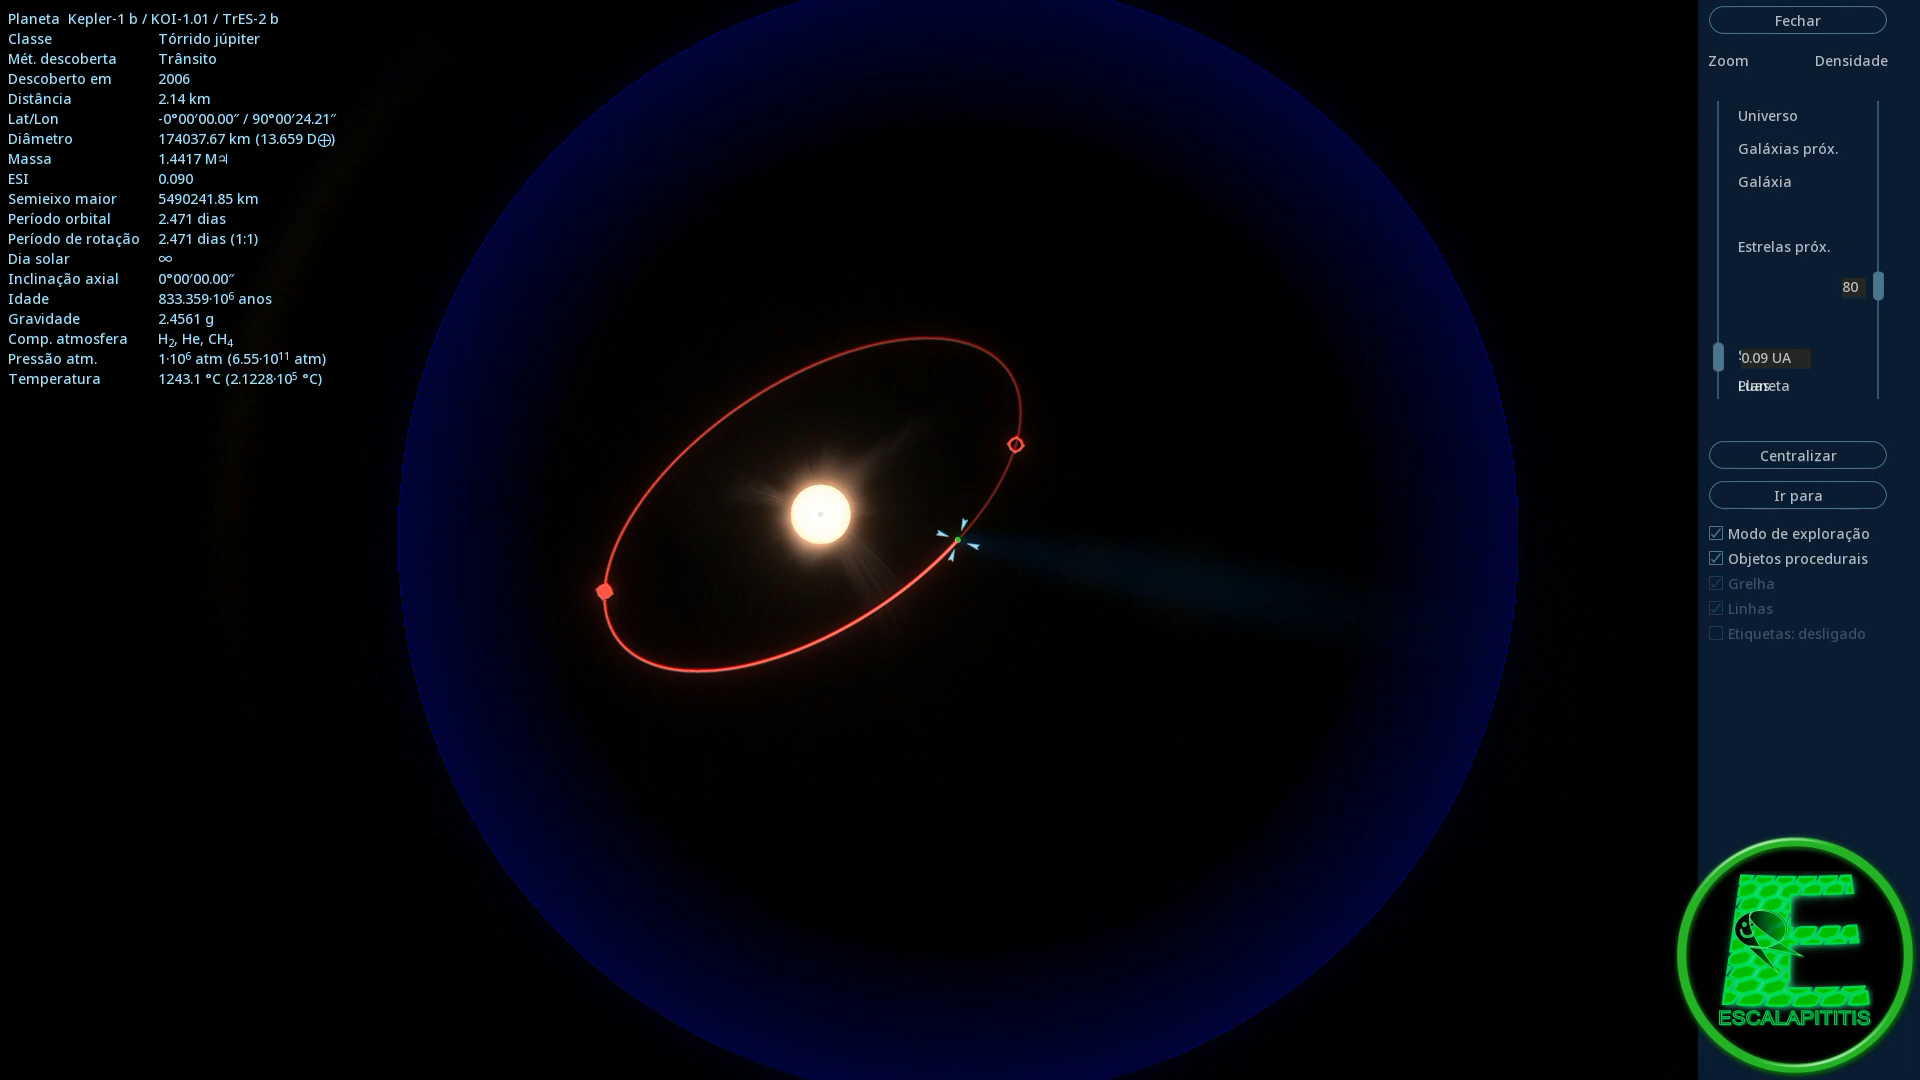 Planeta Kepler-1 b / KOI-1.01 / TrES-2 b
Classe Tórrido júpiter
Mét. descoberta Trânsito
Descoberto em 2006
Distância 2.14 km
Lat/Lon -0°00′00.00″ / 90°00′24.21″
Diâmetro 174037.67 km (13.659 D⊕)
Massa 1.4417 M♃
ESI 0.090
Semieixo maior 5490241.85 km
Período orbital 2.471 dias
Período de rotação 2.471 dias (1:1)
Dia solar ∞
Inclinação axial 0°00′00.00″
Idade 833.359·10⁶ anos
Gravidade 2.4561 g
Comp. atmosfera H₂, He, CH₄
Pressão atm. 1·10⁶ atm (6.55·10¹¹ atm)
Temperatura 1243.1 °C (2.1228·10⁵ °C)
Fechar
Zoom Densidade
Universo
Galáxias próx.
Galáxia
Estrelas próx.
80
0.09 UA
Planeta
Centralizar
Ir para
Modo de exploração
Objetos procedurais
Grelha
Linhas
Etiquetas: desligado
E
ESCALAPITITIS